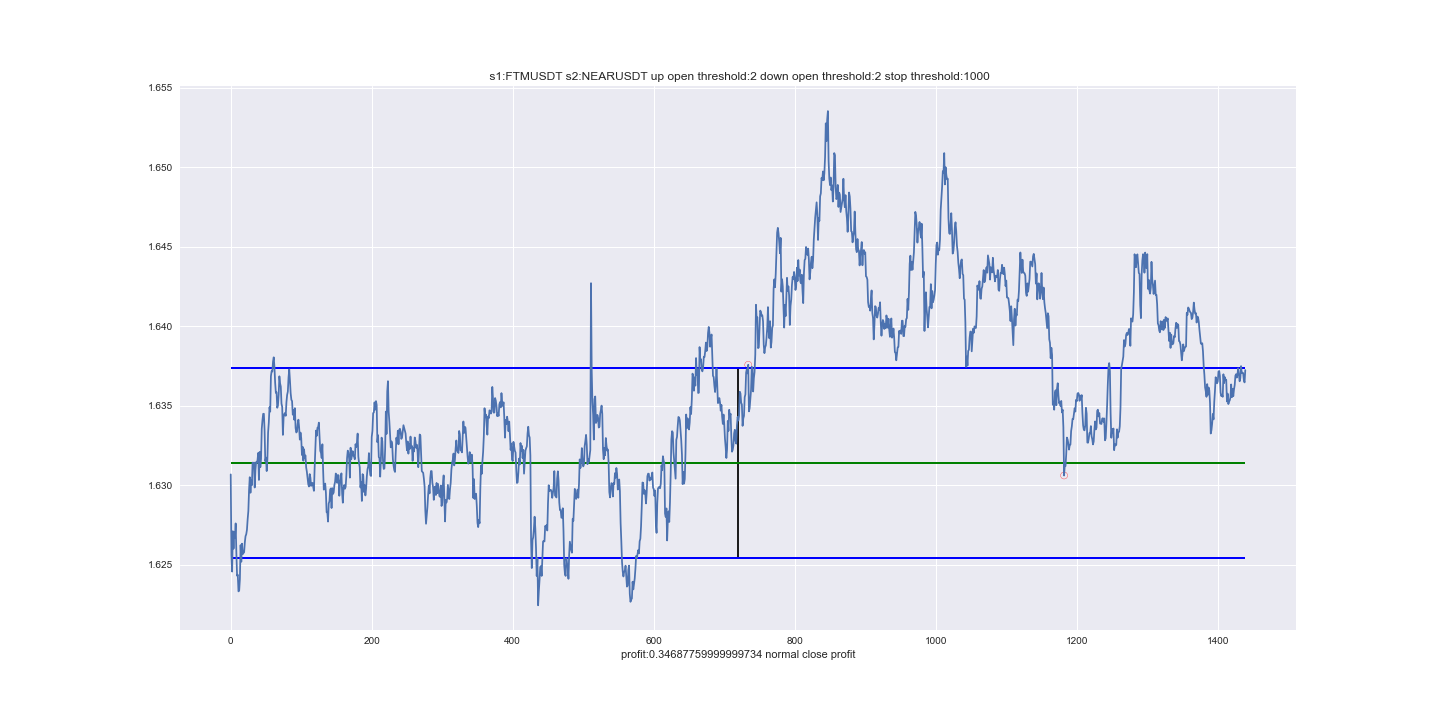 s1:FTMUSDT s2:NEARUSDT up open threshold:2 down open threshold:2 stop threshold:1000
1.655
1.650
1.645
1.640
1.635
1.630
1.625
0 200 400 600 800 1000 1200 1400
profit:0.34687759999999734 normal close profit